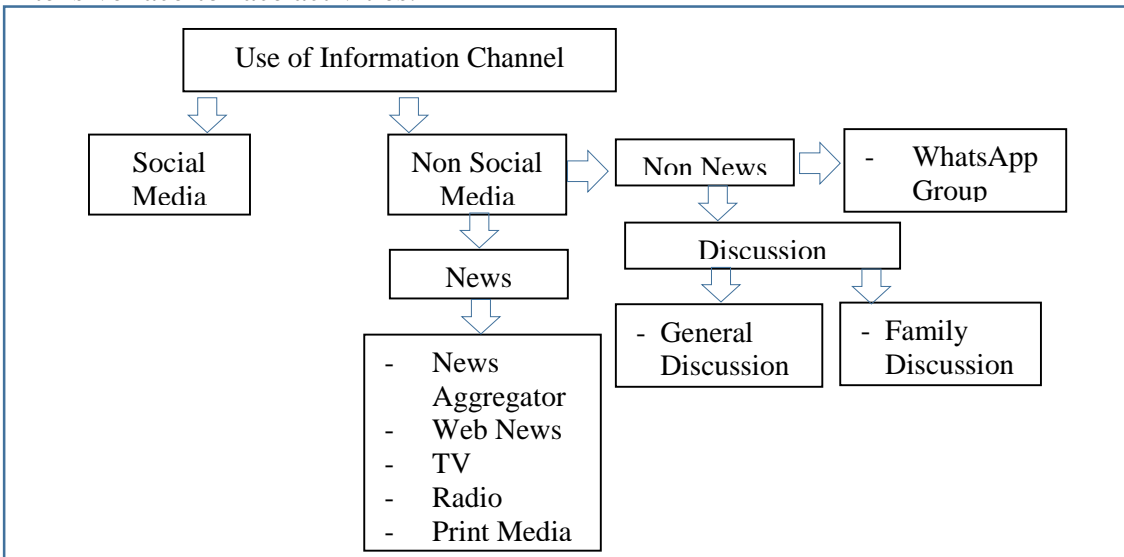 Use of Information Channel
Social
Media
Non Social
Media
Non News
- WhatsApp
Group
Discussion
News
- General
Discussion
- Family
Discussion
- News
Aggregator
- Web News
- TV
- Radio
- Print Media